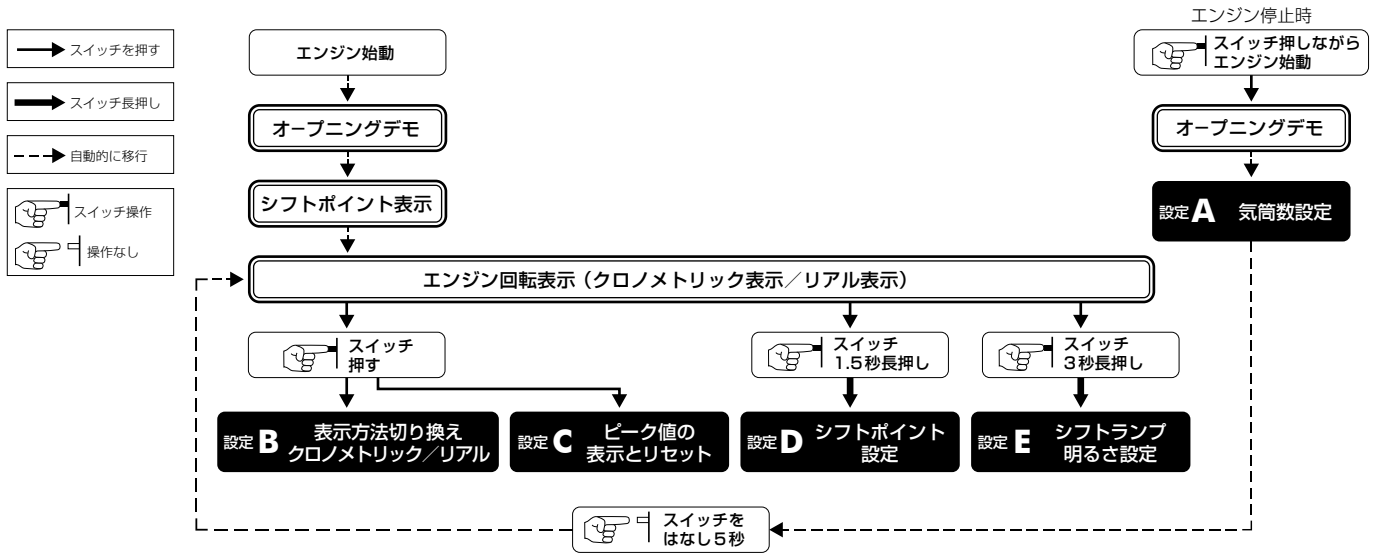 スイッチを押す
スイッチ長押し
自動的に移行
スイッチ操作
操作なし
エンジン始動
オープニングデモ
シフトポイント表示
エンジン停止時
スイッチ押しながら
エンジン始動
オープニングデモ
設定A 気筒数設定
エンジン回転表示（クロノメトリック表示／リアル表示）
スイッチ
押す
スイッチ
1.5秒長押し
スイッチ
3秒長押し
設定B 表示方法切り換え
クロノメトリック／リアル
設定C ピーク値の
表示とリセット
設定D シフトポイント
設定
設定E シフトランプ
明るさ設定
スイッチを
はなし5秒